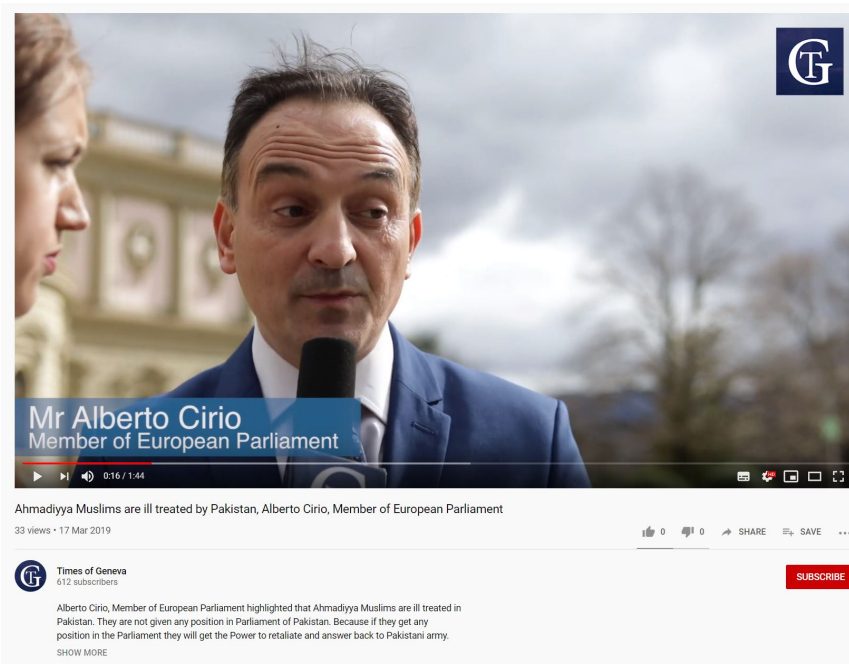 GT
Mr Alberto Cirio
Member of European Parliament
0:16 / 1:44
HD
Ahmadiyya Muslims are ill treated by Pakistan, Alberto Cirio, Member of European Parliament
33 views • 17 Mar 2019
0 0 SHARE SAVE ...
GT
Times of Geneva
612 subscribers
SUBSCRIBE
Alberto Cirio, Member of European Parliament highlighted that Ahmadiyya Muslims are ill treated in
Pakistan. They are not given any position in Parliament of Pakistan. Because if they get any
position in the Parliament they will get the Power to retaliate and answer back to Pakistani army.
SHOW MORE